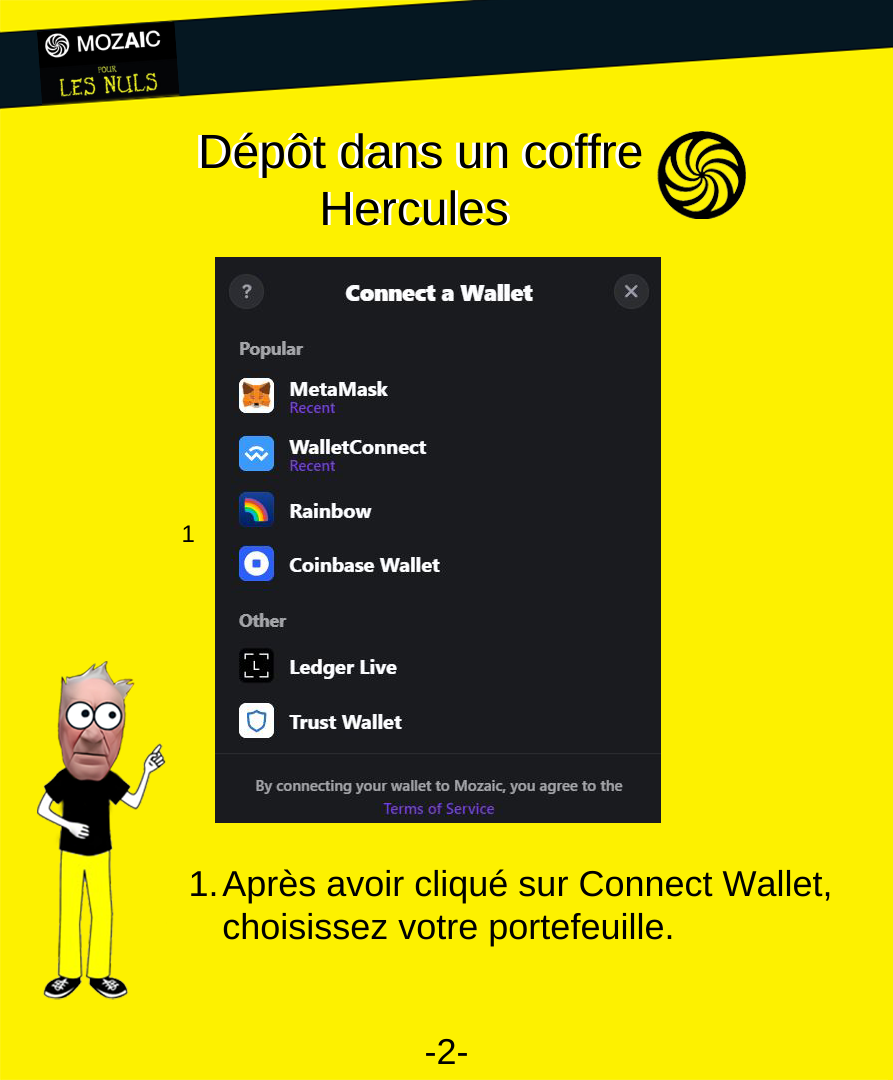 MOZAIC
POUR
LES NULS
Dépôt dans un coffre
Hercules
?
Connect a Wallet
Popular
MetaMask
Recent
WalletConnect
Recent
Rainbow
1
Coinbase Wallet
Other
Ledger Live
Trust Wallet
By connecting your wallet to Mozaic, you agree to the
Terms of Service
1. Après avoir cliqué sur Connect Wallet,
choisissez votre portefeuille.
-2-